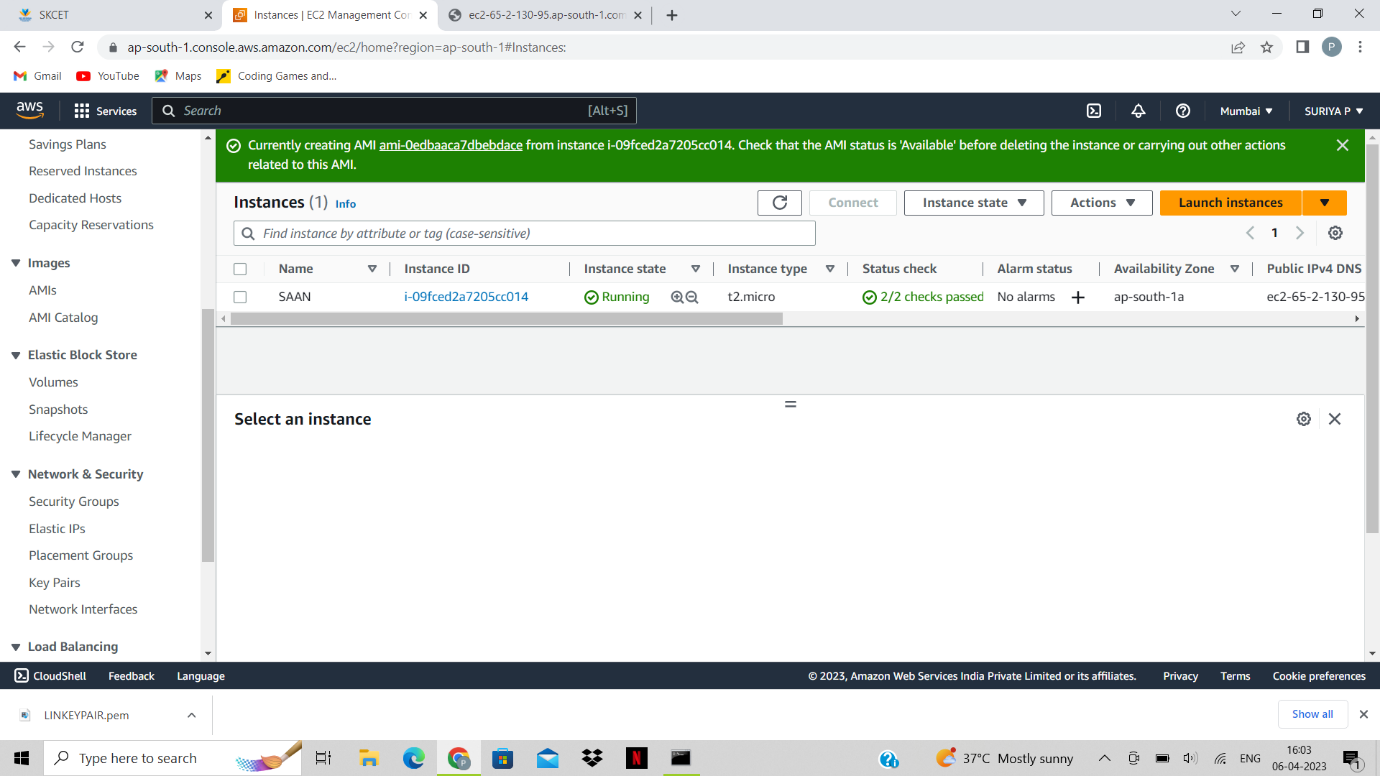 SKCET
Instances | EC2 Management Con
ec2-65-2-130-95.ap-south-1.com
ap-south-1.console.aws.amazon.com/ec2/home?region=ap-south-1#Instances:
P
Gmail
YouTube
Maps
Coding Games and...
aws
Services
Search
[Alt+S]
Mumbai
SURIYA P
Savings Plans
Reserved Instances
Dedicated Hosts
Capacity Reservations
Images
AMIs
AMI Catalog
Elastic Block Store
Volumes
Snapshots
Lifecycle Manager
Network & Security
Security Groups
Elastic IPs
Placement Groups
Key Pairs
Network Interfaces
Load Balancing
Currently creating AMI ami-0edbaaca7dbebdace from instance i-09fced2a7205cc014. Check that the AMI status is 'Available' before deleting the instance or carrying out other actions
related to this AMI.
Instances (1) Info
Connect
Instance state
Actions
Launch instances
Find instance by attribute or tag (case-sensitive)
1
Name Instance ID Instance state Instance type Status check Alarm status Availability Zone Public IPv4 DNS
SAAN i-09fced2a7205cc014 Running t2.micro 2/2 checks passed No alarms ap-south-1a ec2-65-2-130-95
Select an instance
CloudShell Feedback Language
© 2023, Amazon Web Services India Private Limited or its affiliates. Privacy Terms Cookie preferences
LINKEYPAIR.pem
Show all
Type here to search
N
37°C Mostly sunny
ENG
16:03
06-04-2023
1